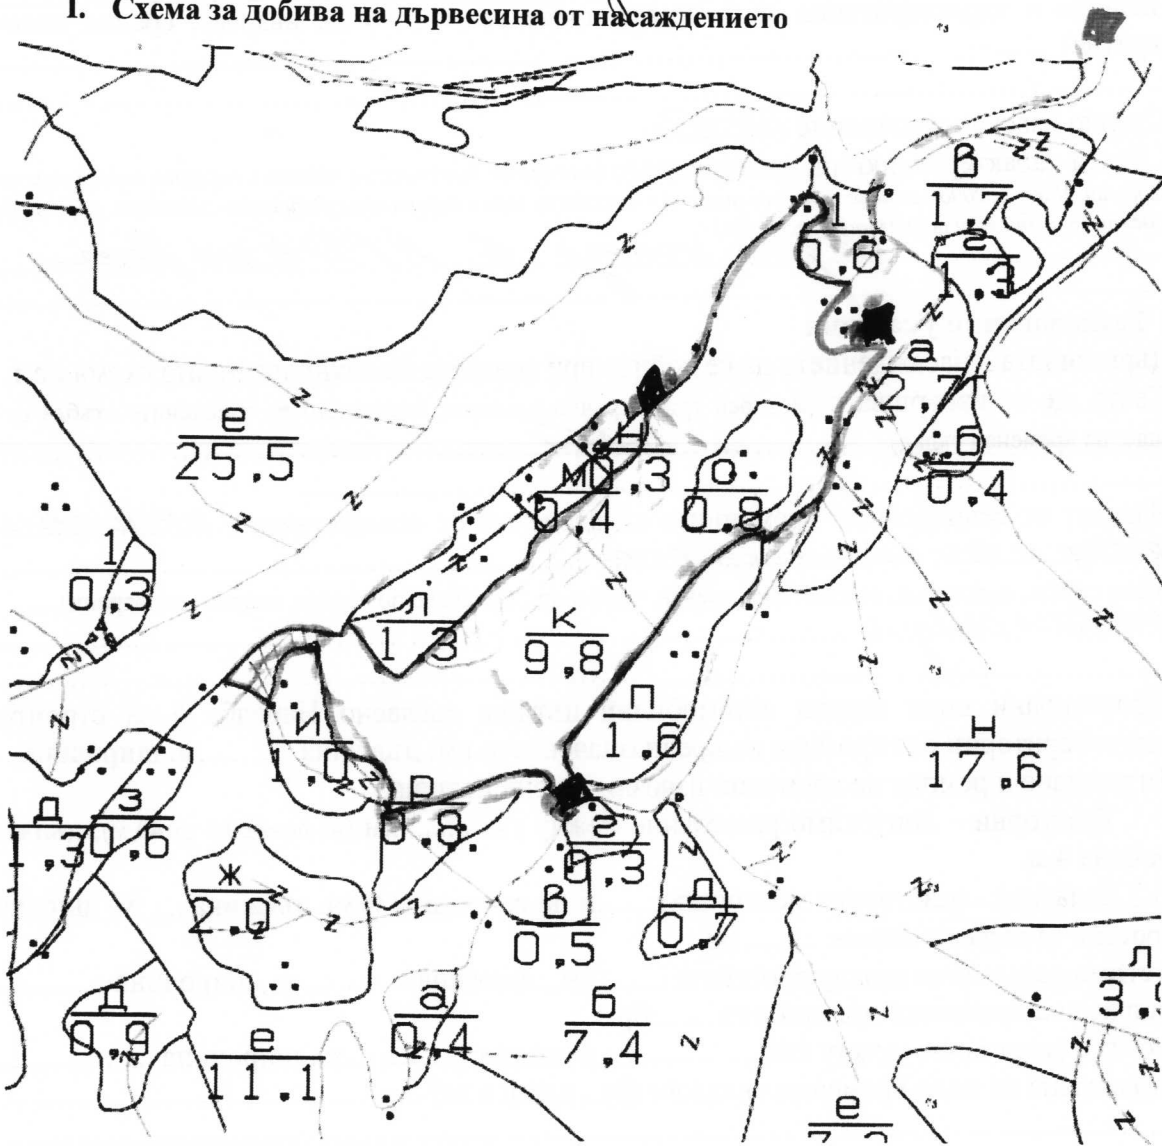 I. Схема за добива на дървесина от насаждението
в
1,7
1
0,6
г
1,3
а
2,7
б
0,4
е
25,5
н
0,3
м
0,4
о
0,8
1
0,3
л
1,3
к
9,8
и
1,0
п
1,6
н
17,6
р
0,8
д
1,3
з
0,6
г
0,3
ж
2,0
в
0,5
д
0,7
л
д
0,9
е
11.1
а
0,4
б
7,4
е